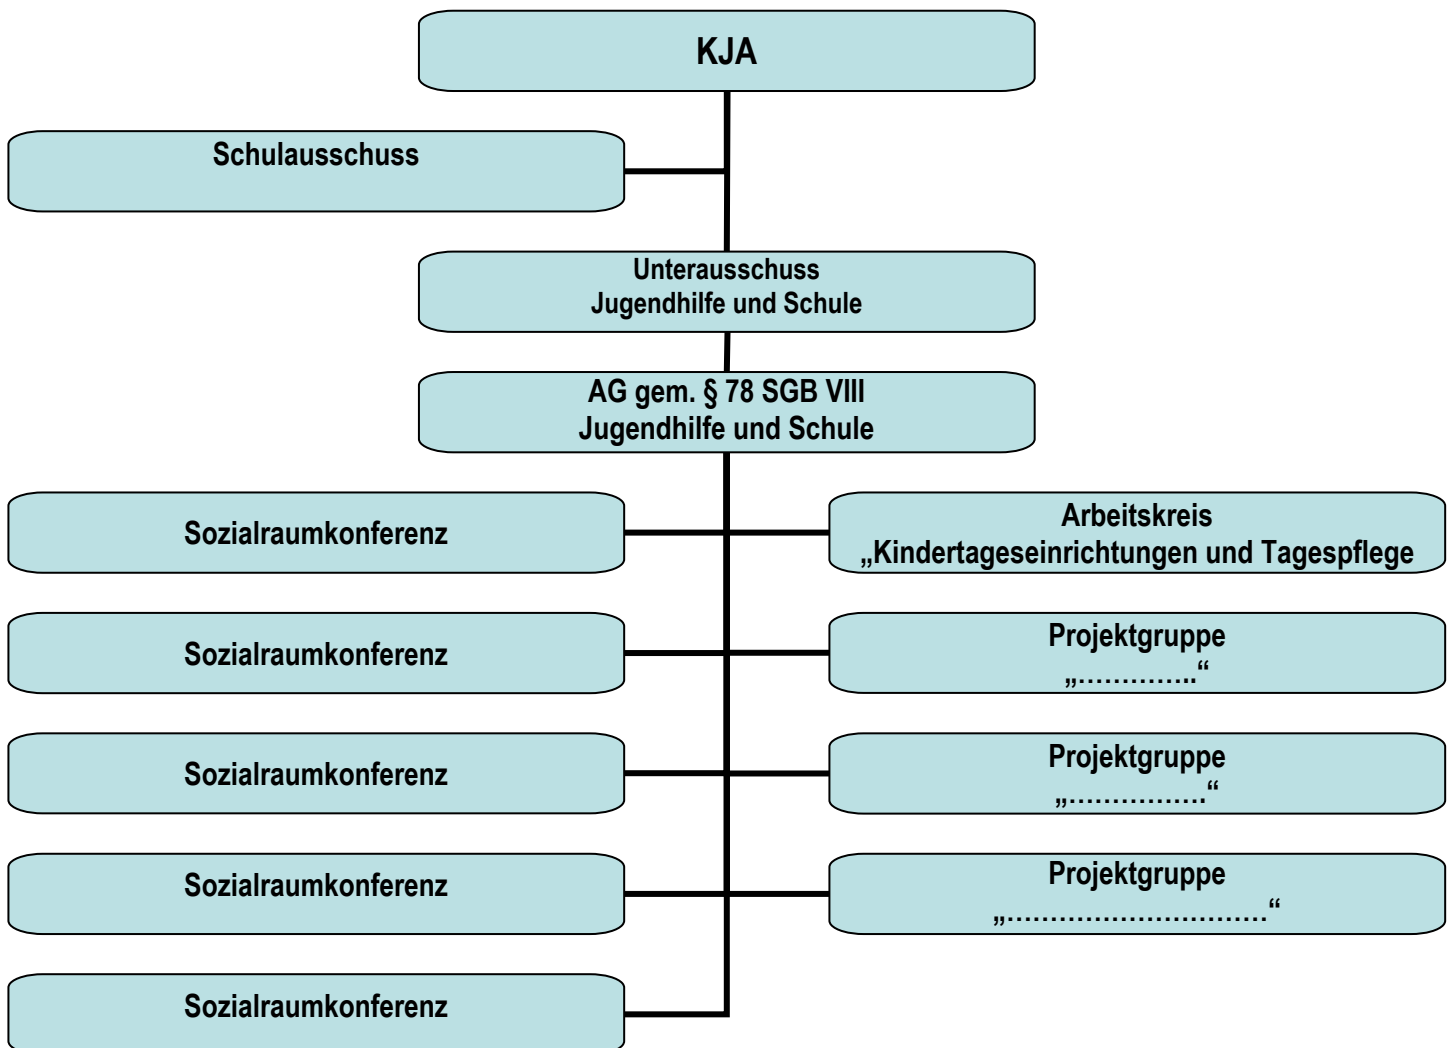 KJA
Schulausschuss
Unterausschuss
Jugendhilfe und Schule
AG gem. § 78 SGB VIII
Jugendhilfe und Schule
Sozialraumkonferenz
Arbeitskreis
„Kindertageseinrichtungen und Tagespflege
Sozialraumkonferenz
Projektgruppe
„…………..“
Sozialraumkonferenz
Projektgruppe
„…………….“
Sozialraumkonferenz
Projektgruppe
„…………………………“
Sozialraumkonferenz